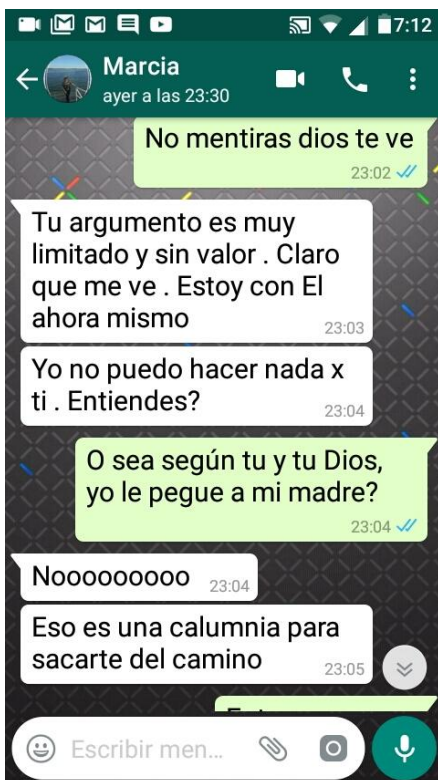 7:12
Marcia
ayer a las 23:30
No mentiras dios te ve
23:02
Tu argumento es muy
limitado y sin valor . Claro
que me ve . Estoy con El
ahora mismo
23:03
Yo no puedo hacer nada x
ti . Entiendes?
23:04
O sea según tu y tu Dios,
yo le pegue a mi madre?
23:04
Nooooooooo
23:04
Eso es una calumnia para
sacarte del camino
23:05
Escribir men...